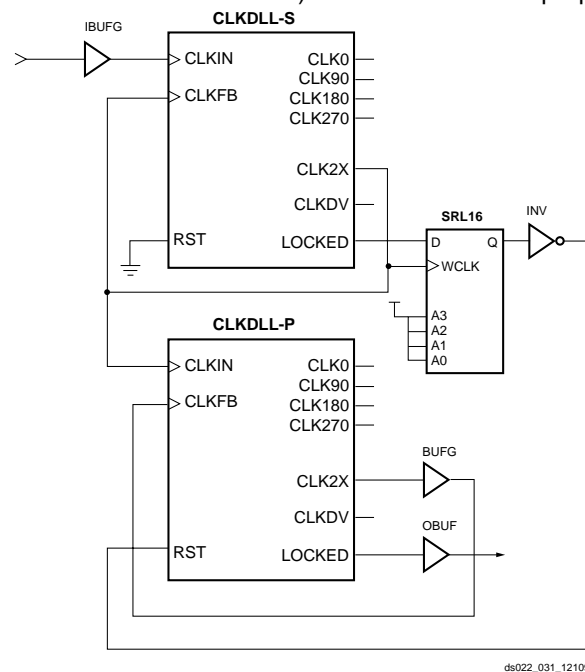 CLKDLL-S
IBUFG
CLKIN
CLKFB
CLK0
CLK90
CLK180
CLK270
CLK2X
CLKDV
RST
LOCKED
SRL16
D
Q
WCLK
A3
A2
A1
A0
INV
CLKDLL-P
CLKIN
CLKFB
CLK0
CLK90
CLK180
CLK270
CLK2X
BUFG
CLKDV
OBUF
RST
LOCKED